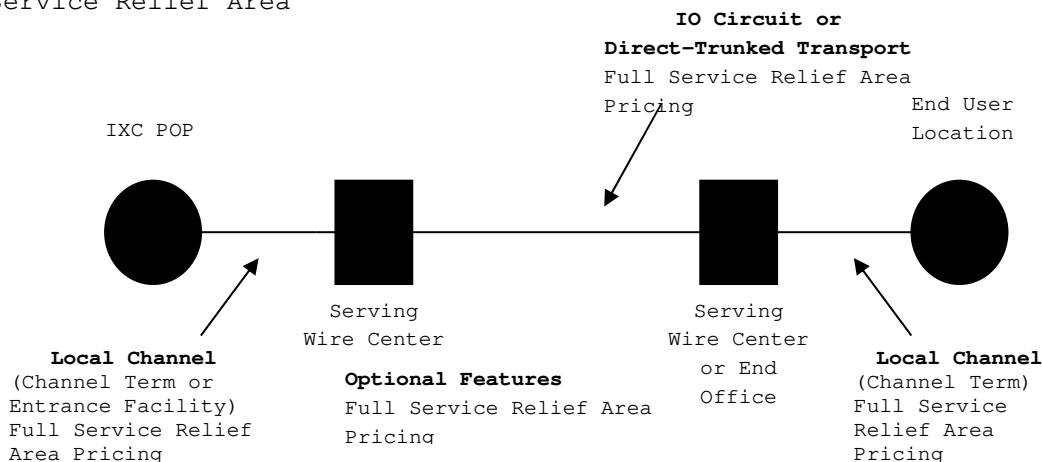 Service Relief Area
IO Circuit or
Direct-Trunked Transport
Full Service Relief Area
Pricing
End User
Location
IXC POP
Serving
Wire Center
Serving
Wire Center
or End
Office
Local Channel
(Channel Term or
Entrance Facility)
Full Service Relief
Area Pricing
Optional Features
Full Service Relief Area
Pricing
Local Channel
(Channel Term)
Full Service
Relief Area
Pricing